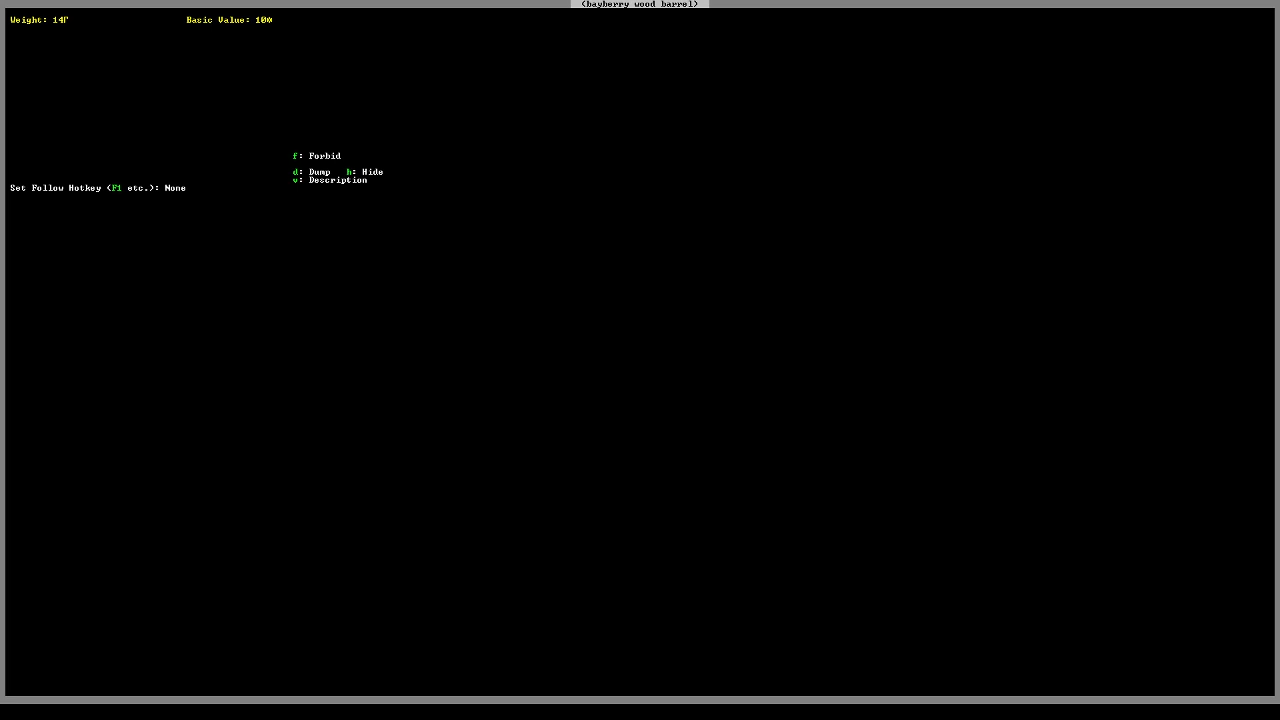 (bayberry wood barrel)
Weight: 14Γ Basic Value: 10☼
f: Forbid
d: Dump h: Hide
v: Description
Set Follow Hotkey (F1 etc.): None